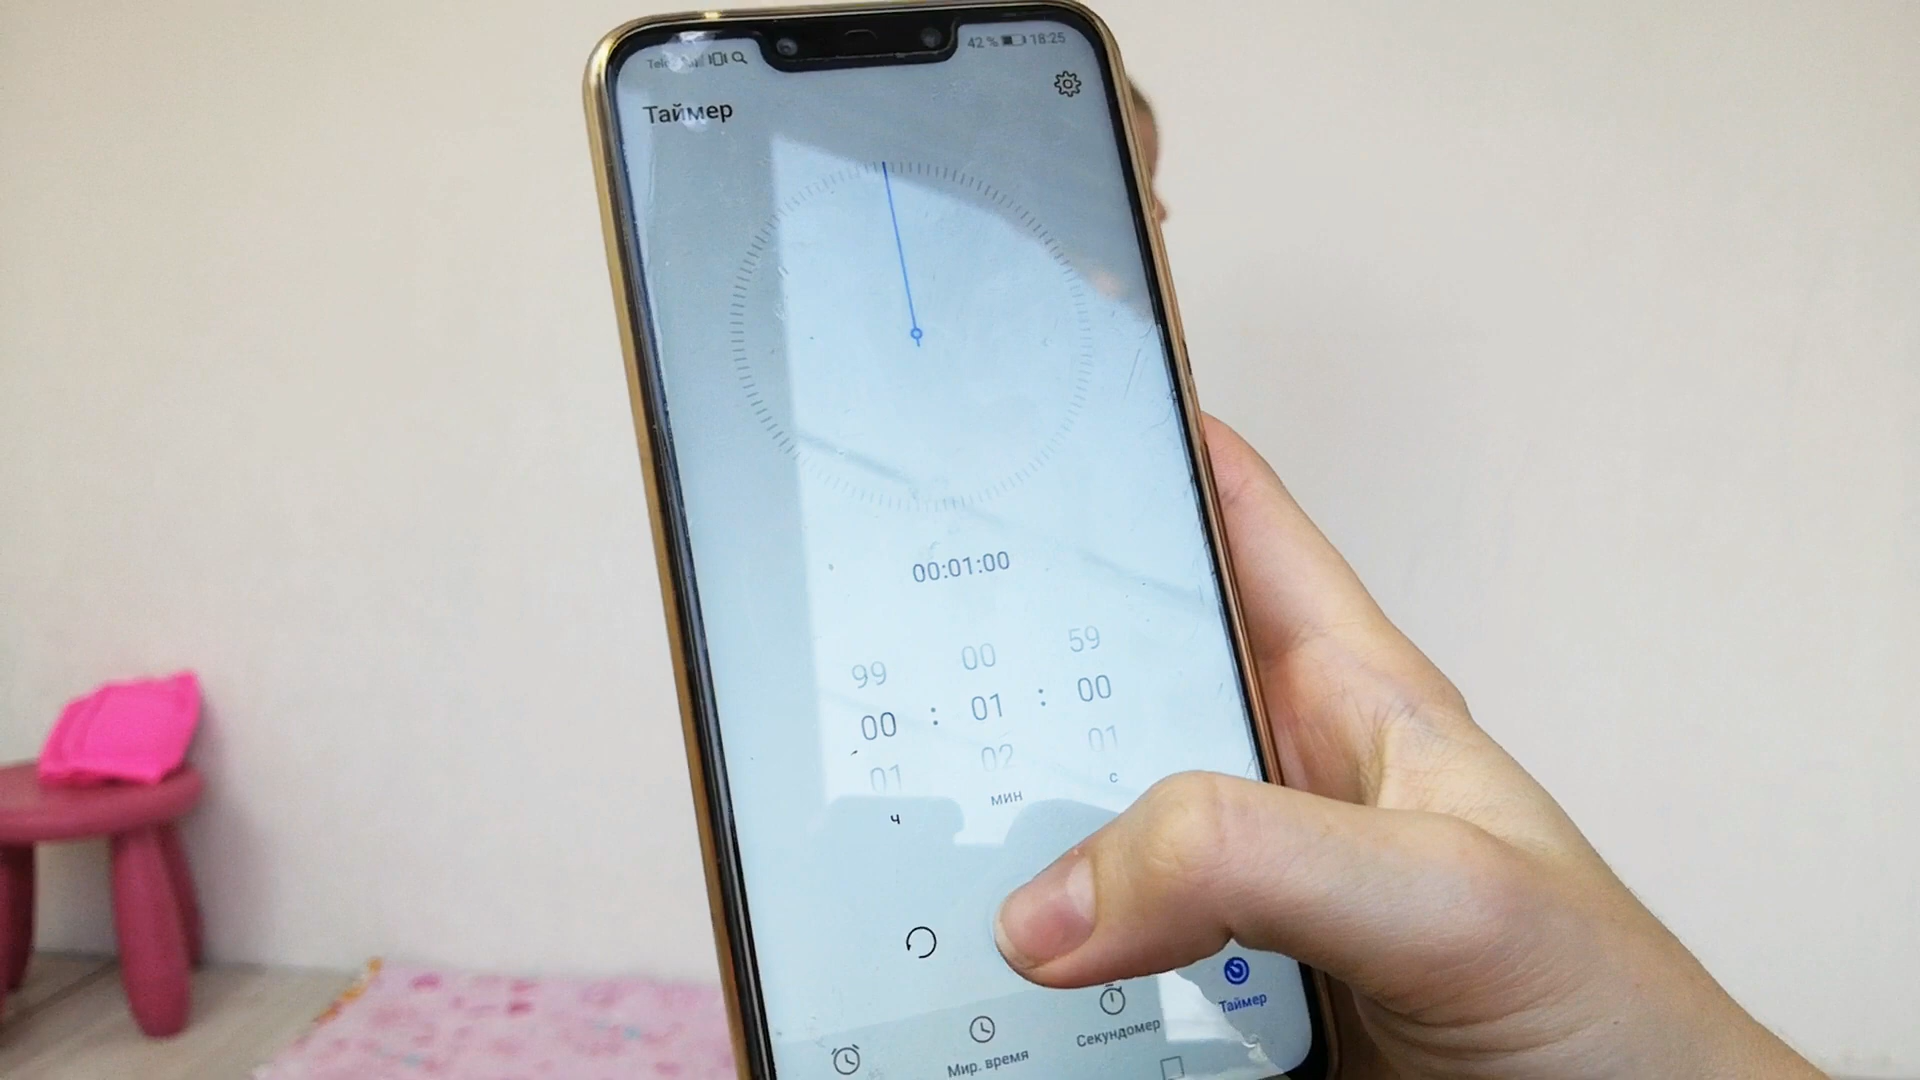 42 % 18:25
Таймер
00:01:00
99 00 59
00 : 01 : 00
01 02 01
ч мин с
Мир. время Секундомер Таймер